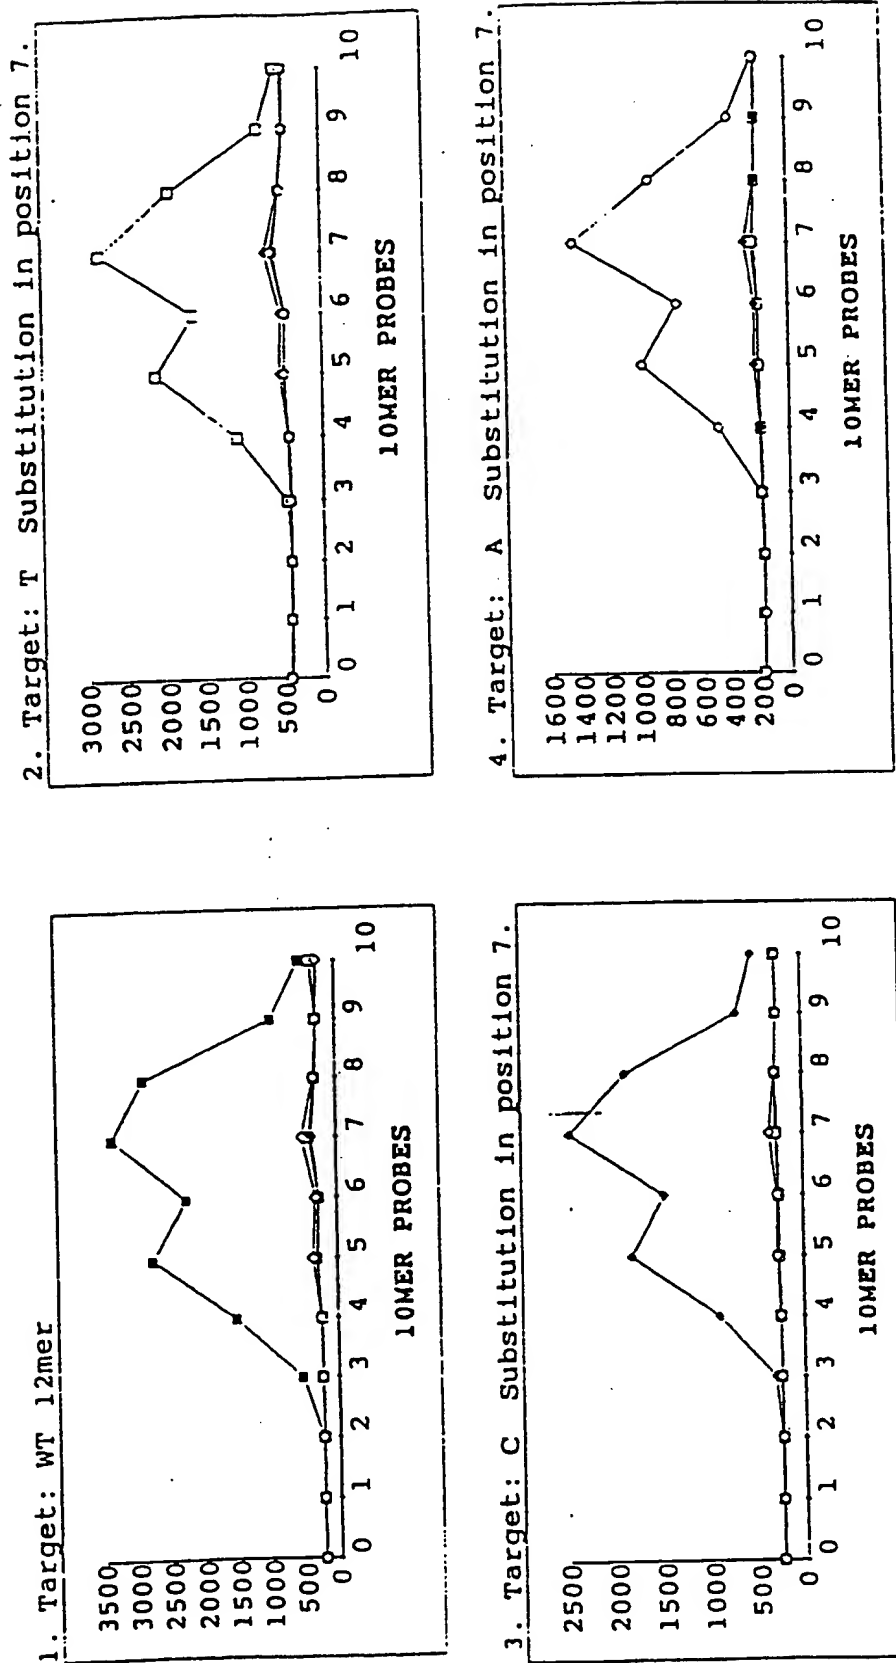 1. Target: WT 12mer
3500
3000
2500
2000
1500
1000
500
0
0 1 2 3 4 5 6 7 8 9 10
10MER PROBES
2. Target: T Substitution in position 7.
3000
2500
2000
1500
1000
500
0
0 1 2 3 4 5 6 7 8 9 10
10MER PROBES
3. Target: C Substitution in position 7.
2500
2000
1500
1000
500
0
0 1 2 3 4 5 6 7 8 9 10
10MER PROBES
4. Target: A Substitution in position 7.
1600
1400
1200
1000
800
600
400
200
0
0 1 2 3 4 5 6 7 8 9 10
10MER PROBES